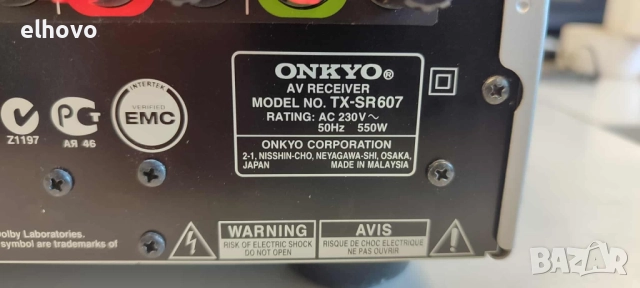 elhovo
ONKYO®
AV RECEIVER
MODEL NO. TX-SR607
RATING: AC 230V ~
50Hz 550W
ONKYO CORPORATION
2-1, NISSHIN-CHO, NEYAGAWA-SHI, OSAKA,
JAPAN MADE IN MALAYSIA
INTERTEK
VERIFIED
EMC
Z1197
АЯ 46
Dolby Laboratories.
symbol are trademarks of
WARNING
RISK OF ELECTRIC SHOCK
DO NOT OPEN
AVIS
RISQUE DE CHOC ELECTRIQUE
NE PAS OUVRIR
BAZAR